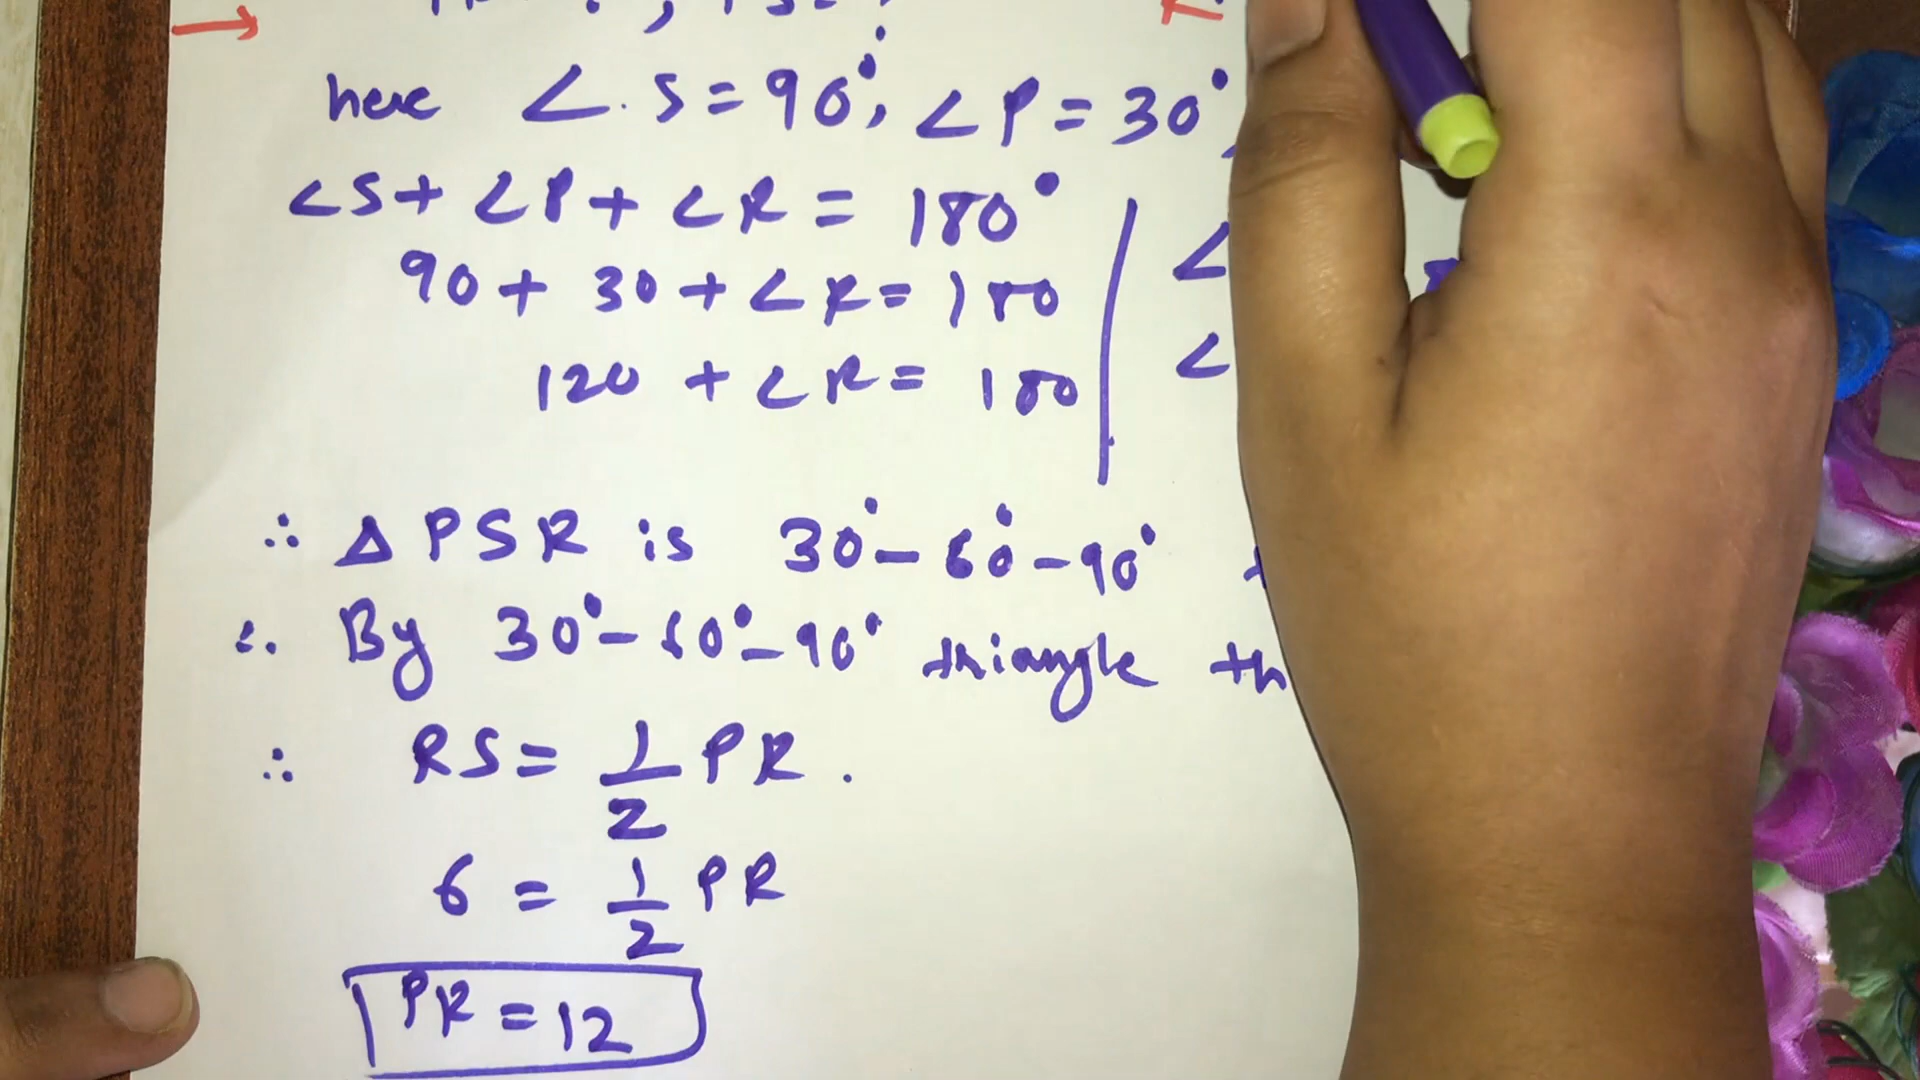 here ∠.S=90°, ∠P=30°,
∠S+ ∠P+ ∠R = 180°
∠
90+ 30+∠R=180
120 +∠R= 180
∠
∴ △PSR is 30°-60°-90°
∴ By 30°-60°-90° triangle th
∴ RS= 1/2 PR.
6 = 1/2 PR
PR=12